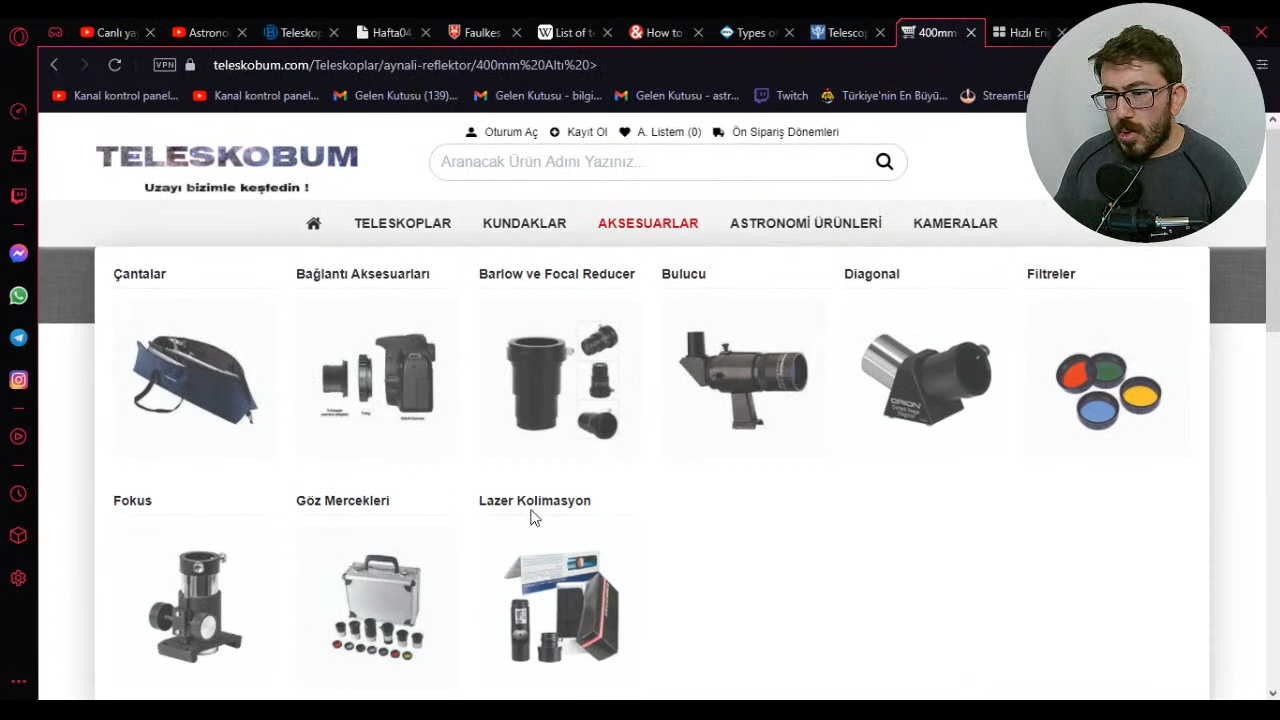 Canlı ya
Astrono
Teleskop
Hafta04
Faulkes
List of t
How to
Types o
Telescop
400mm
Hızlı Eri
VPN
teleskobum.com/Teleskoplar/aynali-reflektor/400mm%20Altı%20>
Kanal kontrol panel...
Kanal kontrol panel...
Gelen Kutusu (139)...
Gelen Kutusu - bilgi...
Gelen Kutusu - astr...
Twitch
Türkiye'nin En Büyü...
StreamEle
Oturum Aç
Kayıt Ol
A. Listem (0)
Ön Sipariş Dönemleri
TELESKOBUM
Uzayı bizimle keşfedin !
Aranacak Ürün Adını Yazınız...
TELESKOPLAR
KUNDAKLAR
AKSESUARLAR
ASTRONOMİ ÜRÜNLERİ
KAMERALAR
Çantalar
Bağlantı Aksesuarları
Barlow ve Focal Reducer
Bulucu
Diagonal
Filtreler
ORION
Fokus
Göz Mercekleri
Lazer Kolimasyon